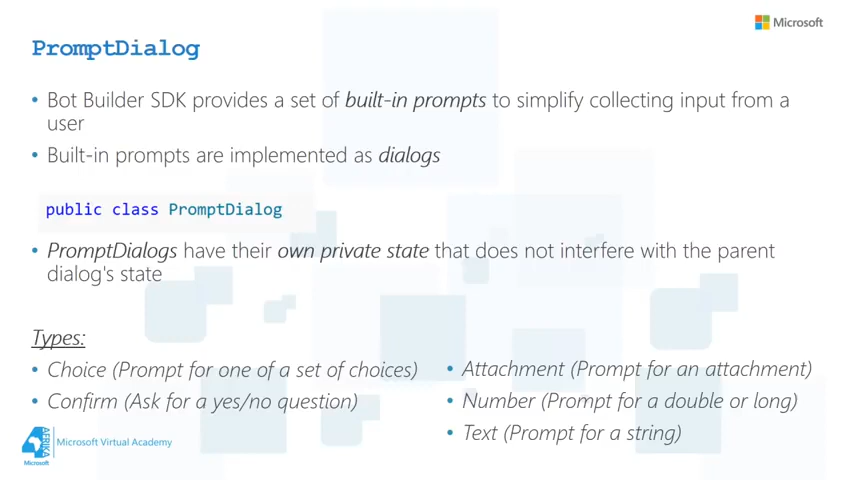 Microsoft
PromptDialog
• Bot Builder SDK provides a set of built-in prompts to simplify collecting input from a
user
• Built-in prompts are implemented as dialogs
public class PromptDialog
• PromptDialogs have their own private state that does not interfere with the parent
dialog's state
Types:
• Choice (Prompt for one of a set of choices)
• Confirm (Ask for a yes/no question)
• Attachment (Prompt for an attachment)
• Number (Prompt for a double or long)
• Text (Prompt for a string)
4AFRIKA
Microsoft
Microsoft Virtual Academy